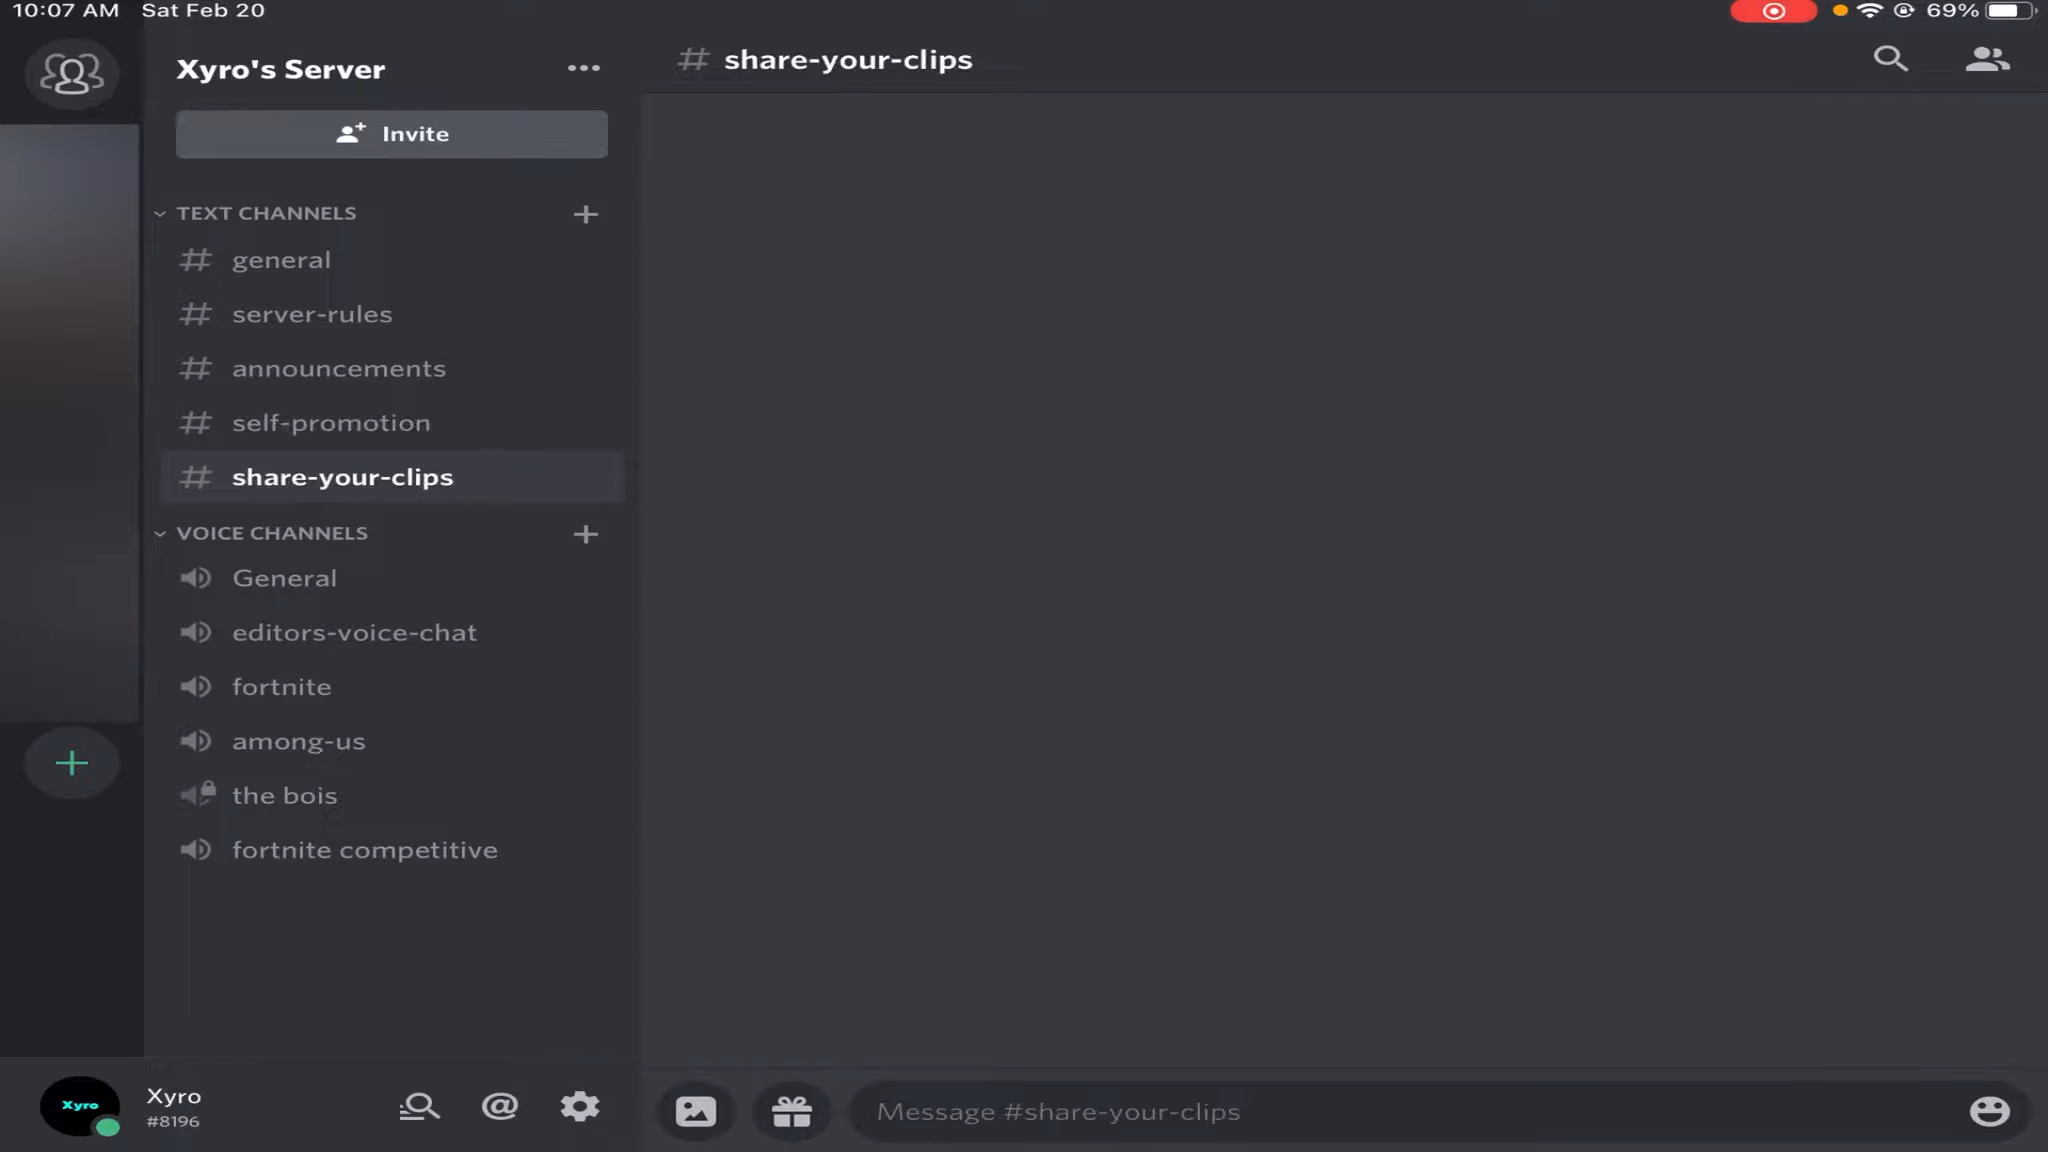 10:07 AM Sat Feb 20
69%
Xyro's Server
Invite
TEXT CHANNELS
general
server-rules
announcements
self-promotion
share-your-clips
VOICE CHANNELS
General
editors-voice-chat
fortnite
among-us
the bois
fortnite competitive
Xyro
Xyro
#8196
# share-your-clips
Message #share-your-clips